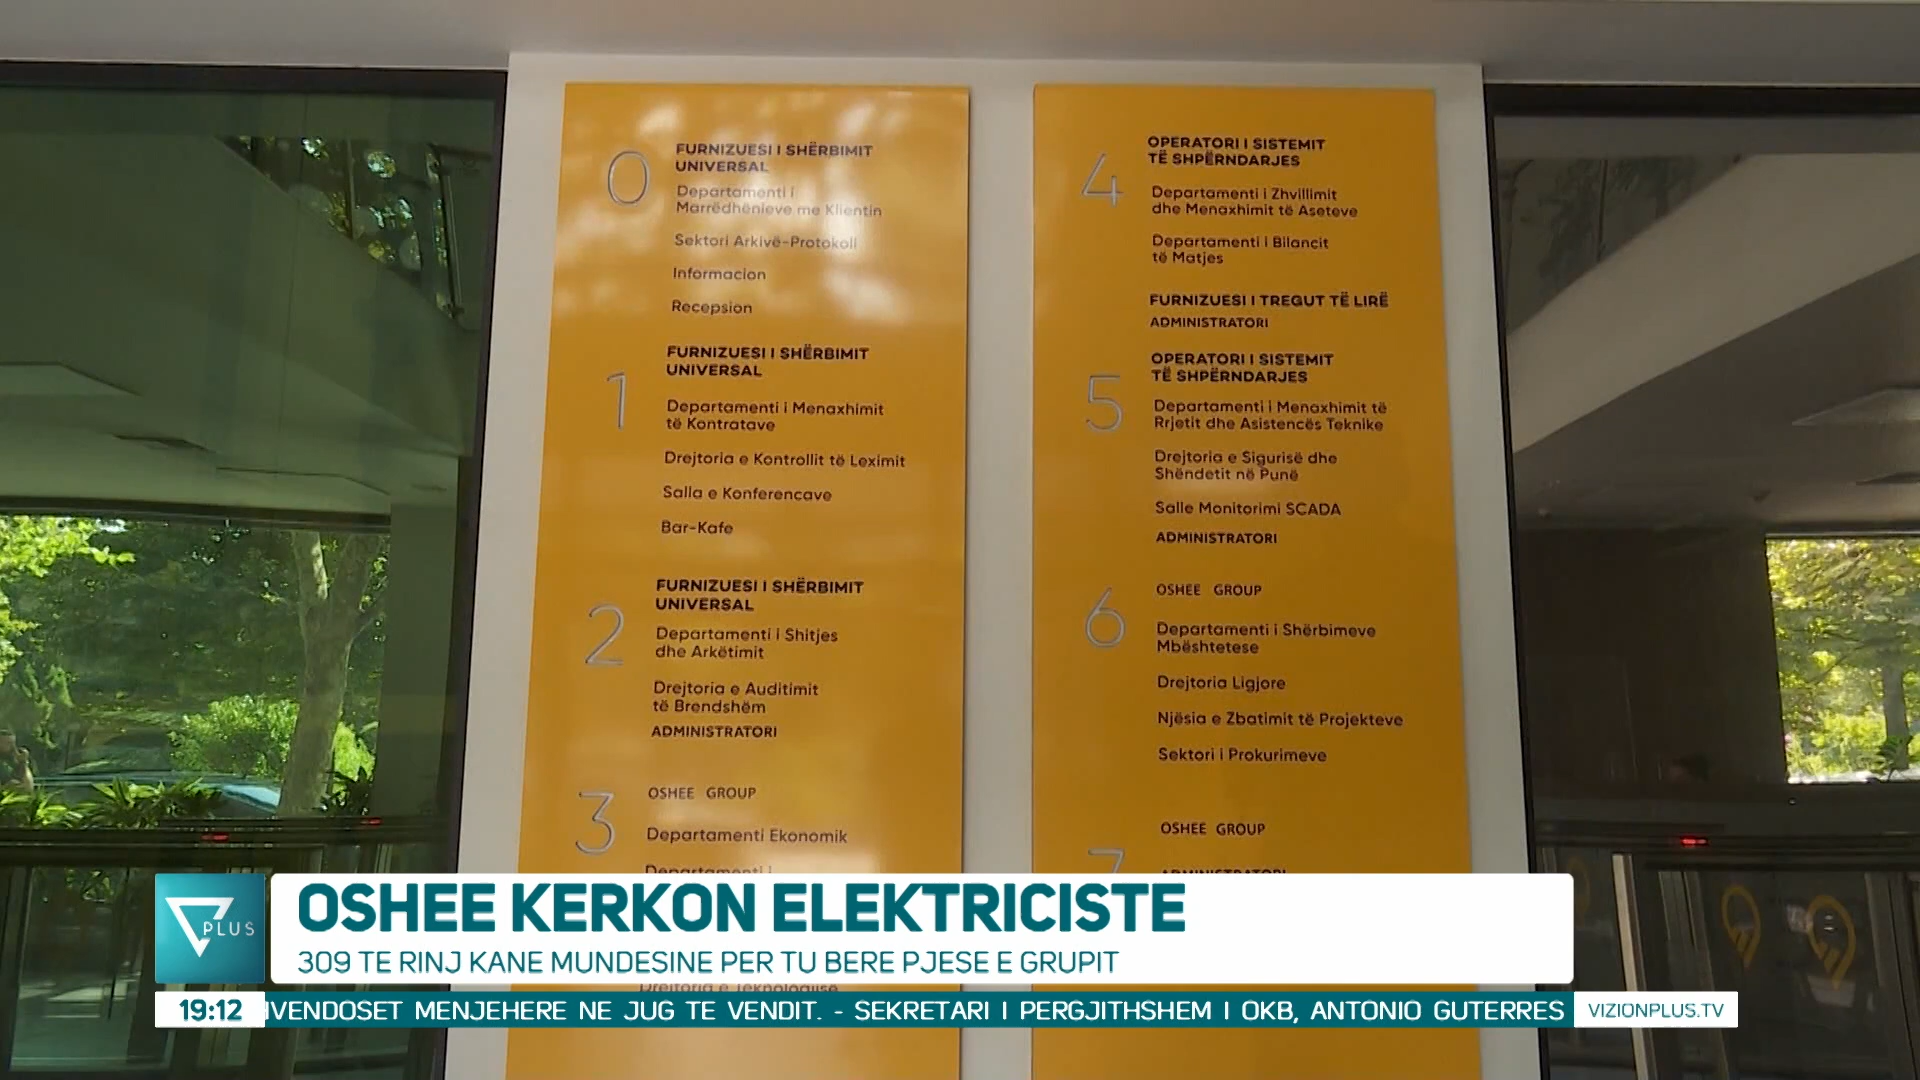 0
FURNIZUESI I SHËRBIMIT
UNIVERSAL
Departamenti i
Marrëdhënieve me Klientin
Sektori Arkivë-Protokoll
Informacion
Recepsion
1
FURNIZUESI I SHËRBIMIT
UNIVERSAL
Departamenti i Menaxhimit
të Kontratave
Drejtoria e Kontrollit të Leximit
Salla e Konferencave
Bar-Kafe
2
FURNIZUESI I SHËRBIMIT
UNIVERSAL
Departamenti i Shitjes
dhe Arkëtimit
Drejtoria e Auditimit
të Brendshëm
ADMINISTRATORI
3
OSHEE GROUP
Departamenti Ekonomik
Departamenti i
Drejtoria e Teknologjisë
4
OPERATORI I SISTEMIT
TË SHPËRNDARJES
Departamenti i Zhvillimit
dhe Menaxhimit të Aseteve
Departamenti i Bilancit
të Matjes
FURNIZUESI I TREGUT TË LIRË
ADMINISTRATORI
5
OPERATORI I SISTEMIT
TË SHPËRNDARJES
Departamenti i Menaxhimit të
Rrjetit dhe Asistencës Teknike
Drejtoria e Sigurisë dhe
Shëndetit në Punë
Salle Monitorimi SCADA
ADMINISTRATORI
6
OSHEE GROUP
Departamenti i Shërbimeve
Mbështetese
Drejtoria Ligjore
Njësia e Zbatimit të Projekteve
Sektori i Prokurimeve
7
OSHEE GROUP
ADMINISTRATORI
PLUS
OSHEE KERKON ELEKTRICISTE
309 TE RINJ KANE MUNDESINE PER TU BERE PJESE E GRUPIT
19:12
VENDOSET MENJEHERE NE JUG TE VENDIT. - SEKRETARI I PERGJITHSHEM I OKB, ANTONIO GUTERRES
VIZIONPLUS.TV